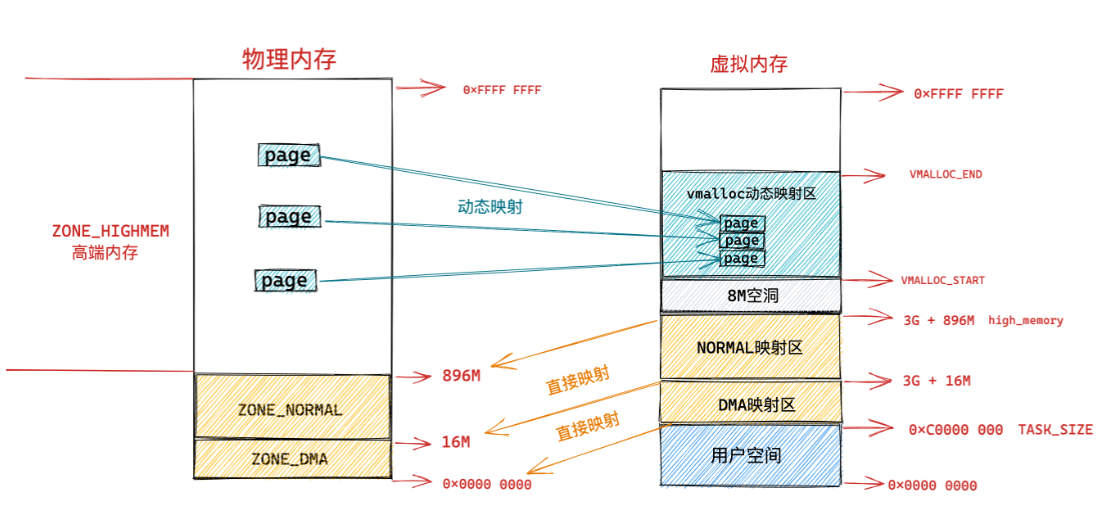 物理内存
0×FFFF FFFF
page
page
page
动态映射
ZONE_HIGHMEM
高端内存
896M
ZONE_NORMAL
16M
ZONE_DMA
0×0000 0000
直接映射
直接映射
虚拟内存
0×FFFF FFFF
VMALLOC_END
vmalloc动态映射区
page
page
page
VMALLOC_START
8M空洞
3G + 896M high_memory
NORMAL映射区
3G + 16M
DMA映射区
0×C0000 000 TASK_SIZE
用户空间
0×0000 0000